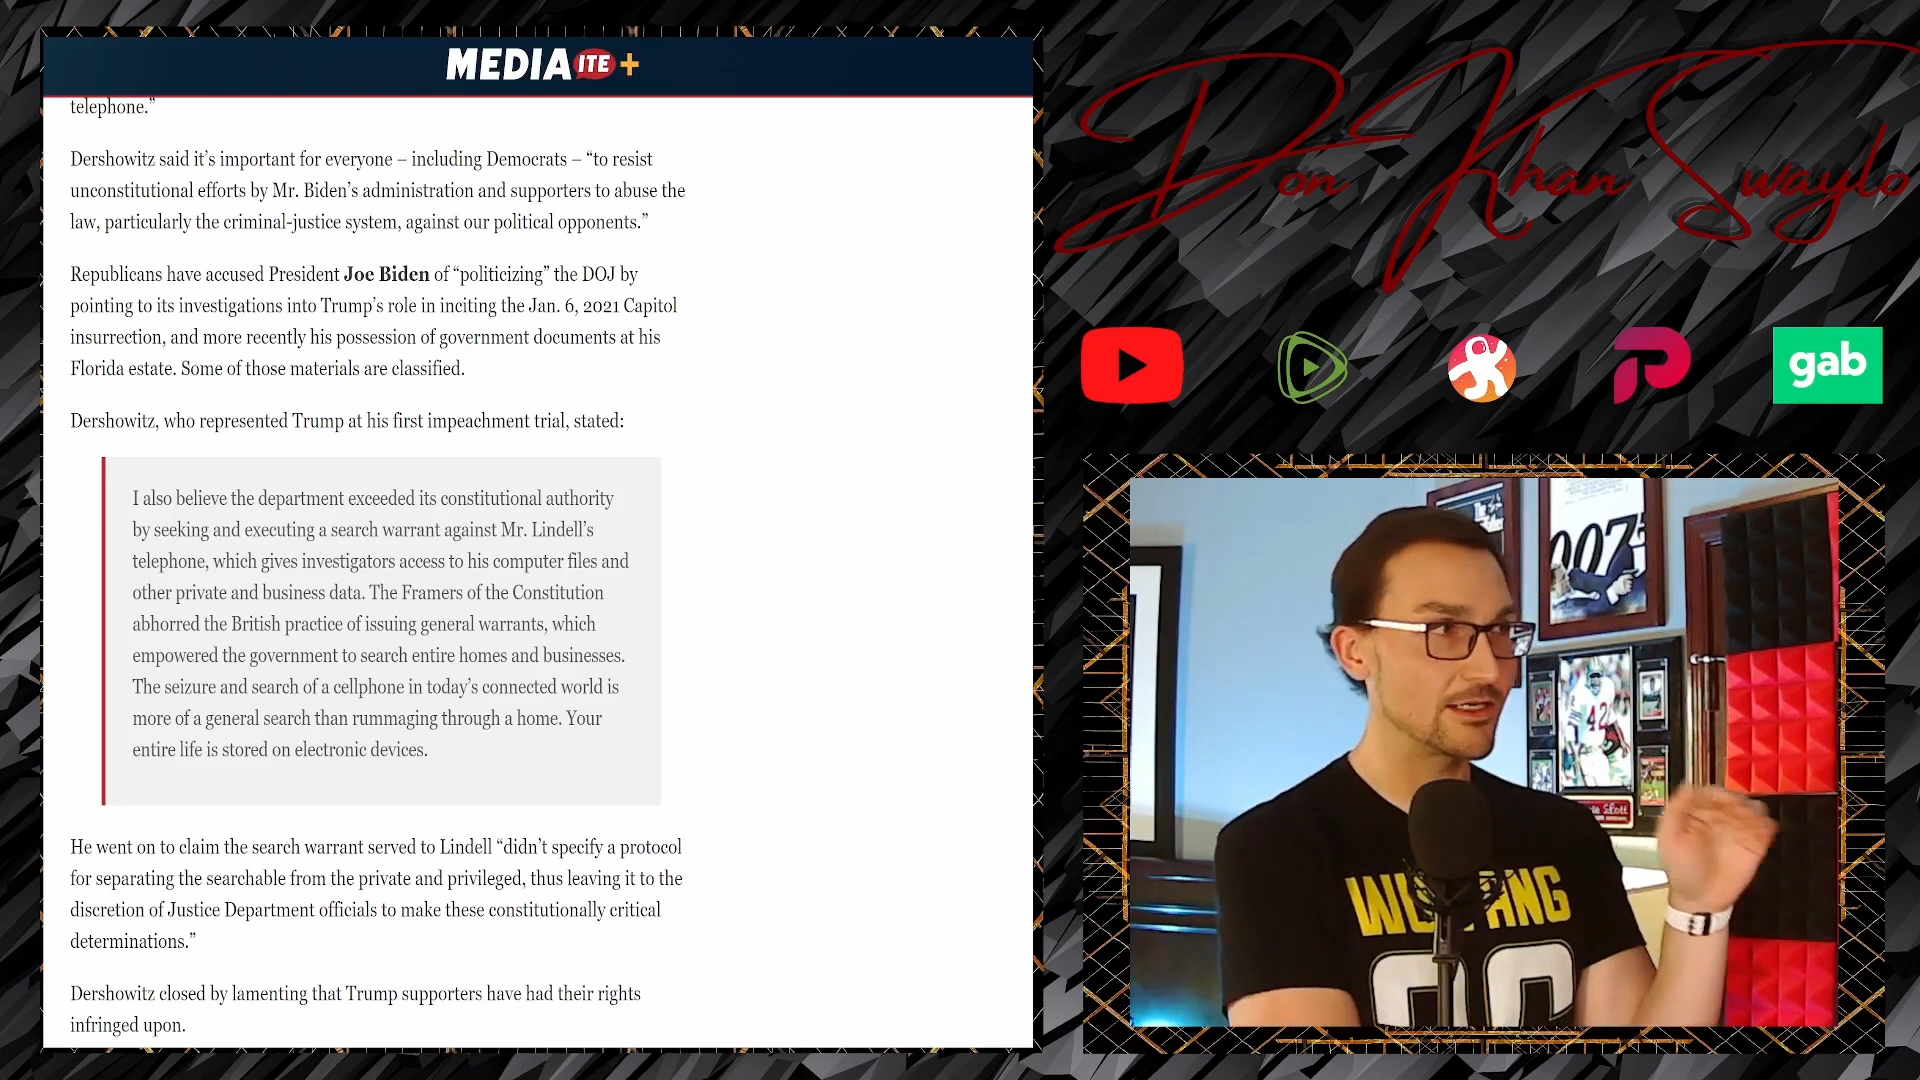 MEDIAITE+
telephone.”
Dershowitz said it’s important for everyone – including Democrats – “to resist
unconstitutional efforts by Mr. Biden’s administration and supporters to abuse the
law, particularly the criminal-justice system, against our political opponents.”
Republicans have accused President Joe Biden of “politicizing” the DOJ by
pointing to its investigations into Trump’s role in inciting the Jan. 6, 2021 Capitol
insurrection, and more recently his possession of government documents at his
Florida estate. Some of those materials are classified.
Dershowitz, who represented Trump at his first impeachment trial, stated:
I also believe the department exceeded its constitutional authority
by seeking and executing a search warrant against Mr. Lindell’s
telephone, which gives investigators access to his computer files and
other private and business data. The Framers of the Constitution
abhorred the British practice of issuing general warrants, which
empowered the government to search entire homes and businesses.
The seizure and search of a cellphone in today’s connected world is
more of a general search than rummaging through a home. Your
entire life is stored on electronic devices.
He went on to claim the search warrant served to Lindell “didn’t specify a protocol
for separating the searchable from the private and privileged, thus leaving it to the
discretion of Justice Department officials to make these constitutionally critical
determinations.”
Dershowitz closed by lamenting that Trump supporters have had their rights
infringed upon.
Don Khan Swaylo
gab
007
42